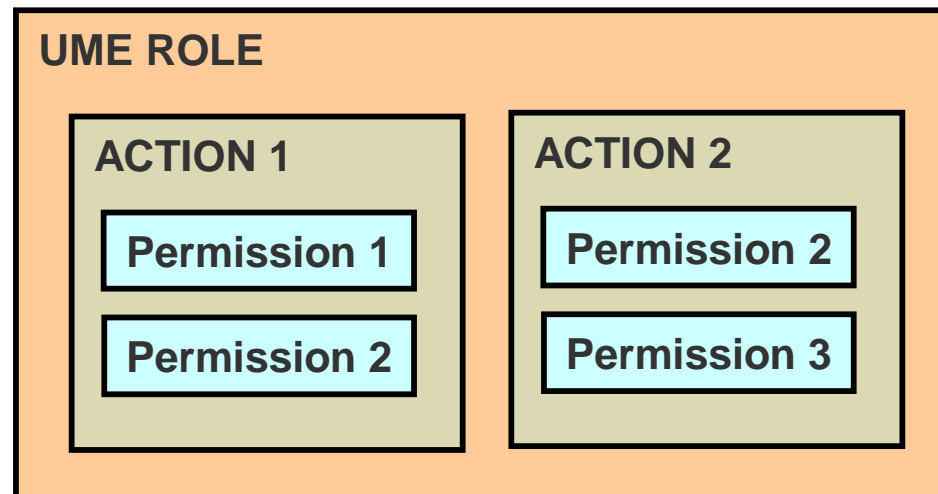 UME ROLE
ACTION 1
Permission 1
Permission 2
ACTION 2
Permission 2
Permission 3